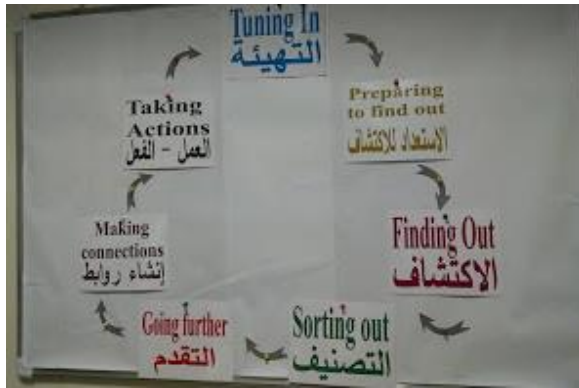 Tuning In
التهيئة
Preparing
to find out
الاستعداد للاكتشاف
Finding Out
الاكتشاف
Sorting out
التصنيف
Going further
التقدم
Making
connections
إنشاء روابط
Taking
Actions
العمل - الفعل